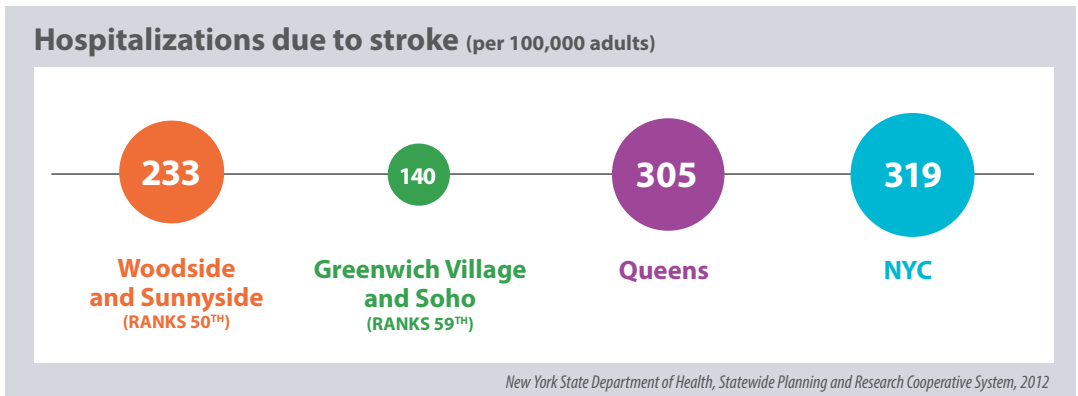 Hospitalizations due to stroke (per 100,000 adults)
233
140
305
319
Woodside
and Sunnyside
(RANKS 50TH)
Greenwich Village
and Soho
(RANKS 59TH)
Queens
NYC
New York State Department of Health, Statewide Planning and Research Cooperative System, 2012